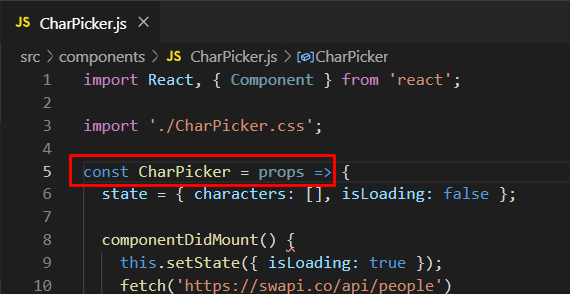 JS CharPicker.js ×
src > components > JS CharPicker.js > CharPicker
1 import React, { Component } from 'react';
2
3 import './CharPicker.css';
4
5 const CharPicker = props => {
6 state = { characters: [], isLoading: false };
7
8 componentDidMount() {
9 this.setState({ isLoading: true });
10 fetch('https://swapi.co/api/people')